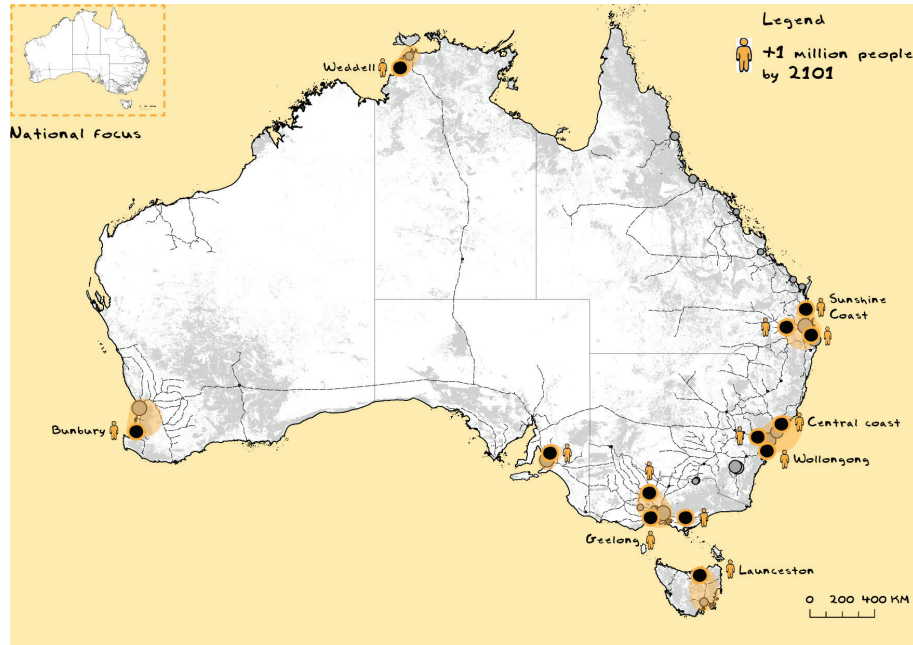 Legend
+1 million people
by 2101
National focus
Weddell
Sunshine
Coast
Central coast
Bunbury
Wollongong
Geelong
Launceston
0 200 400 KM